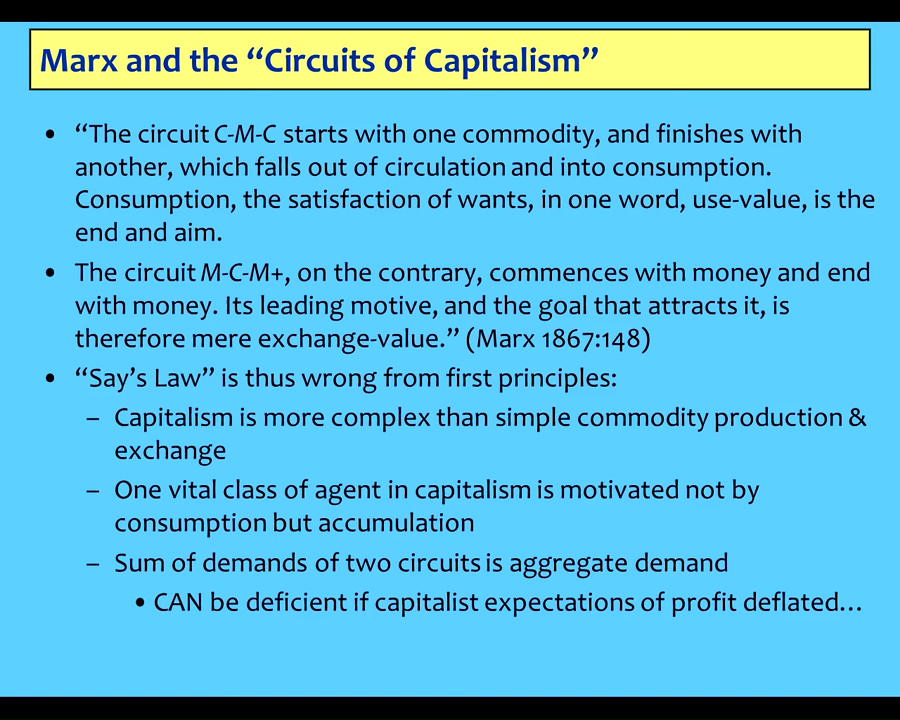 Marx and the “Circuits of Capitalism”
• “The circuit C-M-C starts with one commodity, and finishes with
another, which falls out of circulation and into consumption.
Consumption, the satisfaction of wants, in one word, use-value, is the
end and aim.
• The circuit M-C-M+, on the contrary, commences with money and end
with money. Its leading motive, and the goal that attracts it, is
therefore mere exchange-value.” (Marx 1867:148)
• “Say’s Law” is thus wrong from first principles:
– Capitalism is more complex than simple commodity production &
exchange
– One vital class of agent in capitalism is motivated not by
consumption but accumulation
– Sum of demands of two circuits is aggregate demand
• CAN be deficient if capitalist expectations of profit deflated…